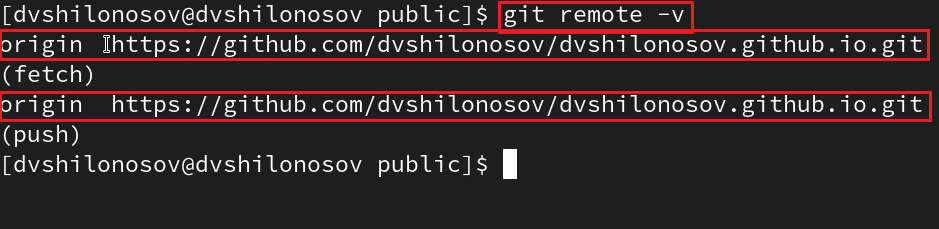 [dvshilonosov@dvshilonosov public]$ git remote -v
origin  https://github.com/dvshilonosov/dvshilonosov.github.io.git
(fetch)
origin  https://github.com/dvshilonosov/dvshilonosov.github.io.git
(push)
[dvshilonosov@dvshilonosov public]$